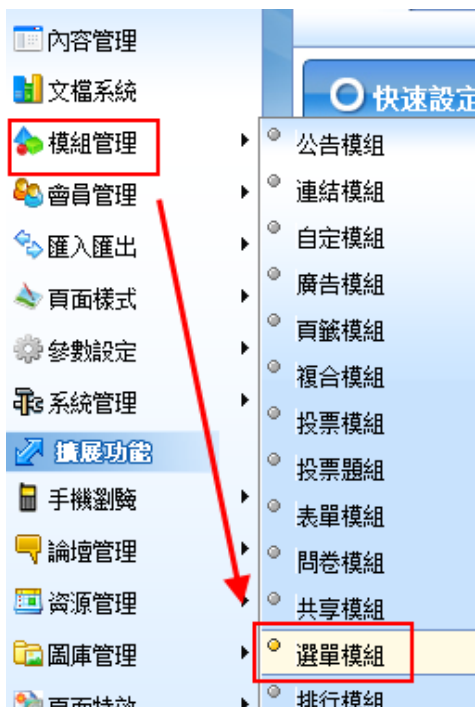 內容管理
文檔系統
模組管理
會員管理
匯入匯出
頁面樣式
參數設定
系統管理
擴展功能
手機瀏覽
論壇管理
資源管理
圖庫管理
頁面特效
快速設定
公告模組
連結模組
自定模組
廣告模組
頁籤模組
複合模組
投票模組
投票題組
表單模組
問卷模組
共享模組
選單模組
排行模組